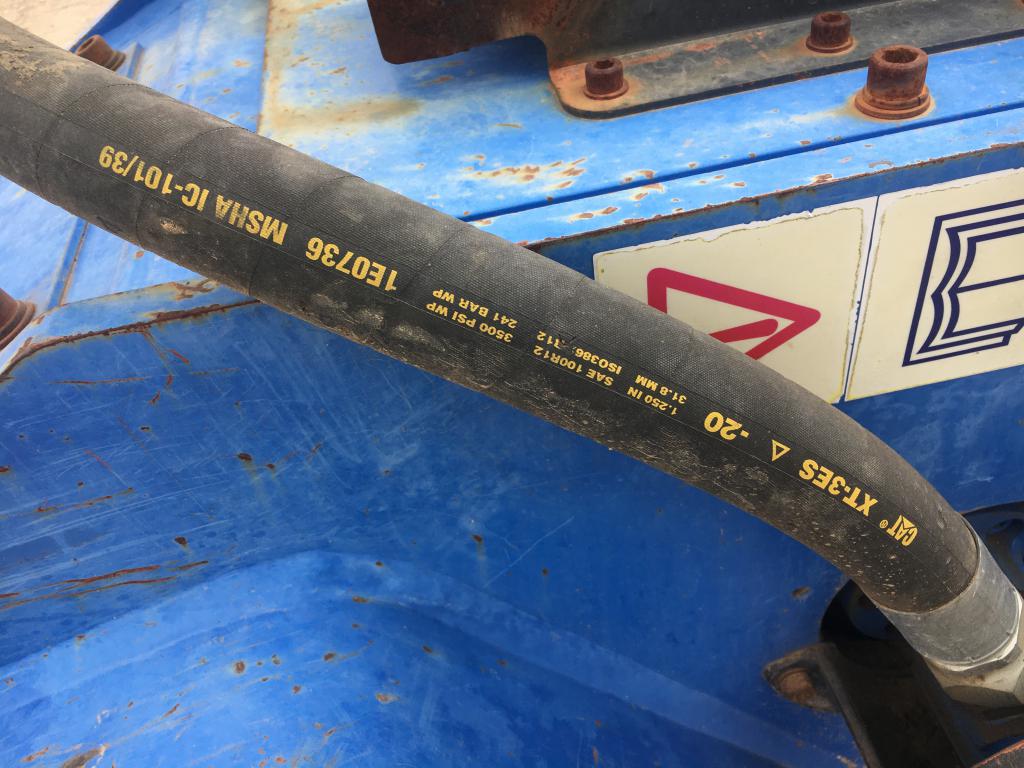 CAT® XT-3ES △ -20
1.250 IN SAE 100R12 3500 PSI WP
31.8 MM ISO3862 R12 241 BAR WP
1E0736 MSHA IC-101/39